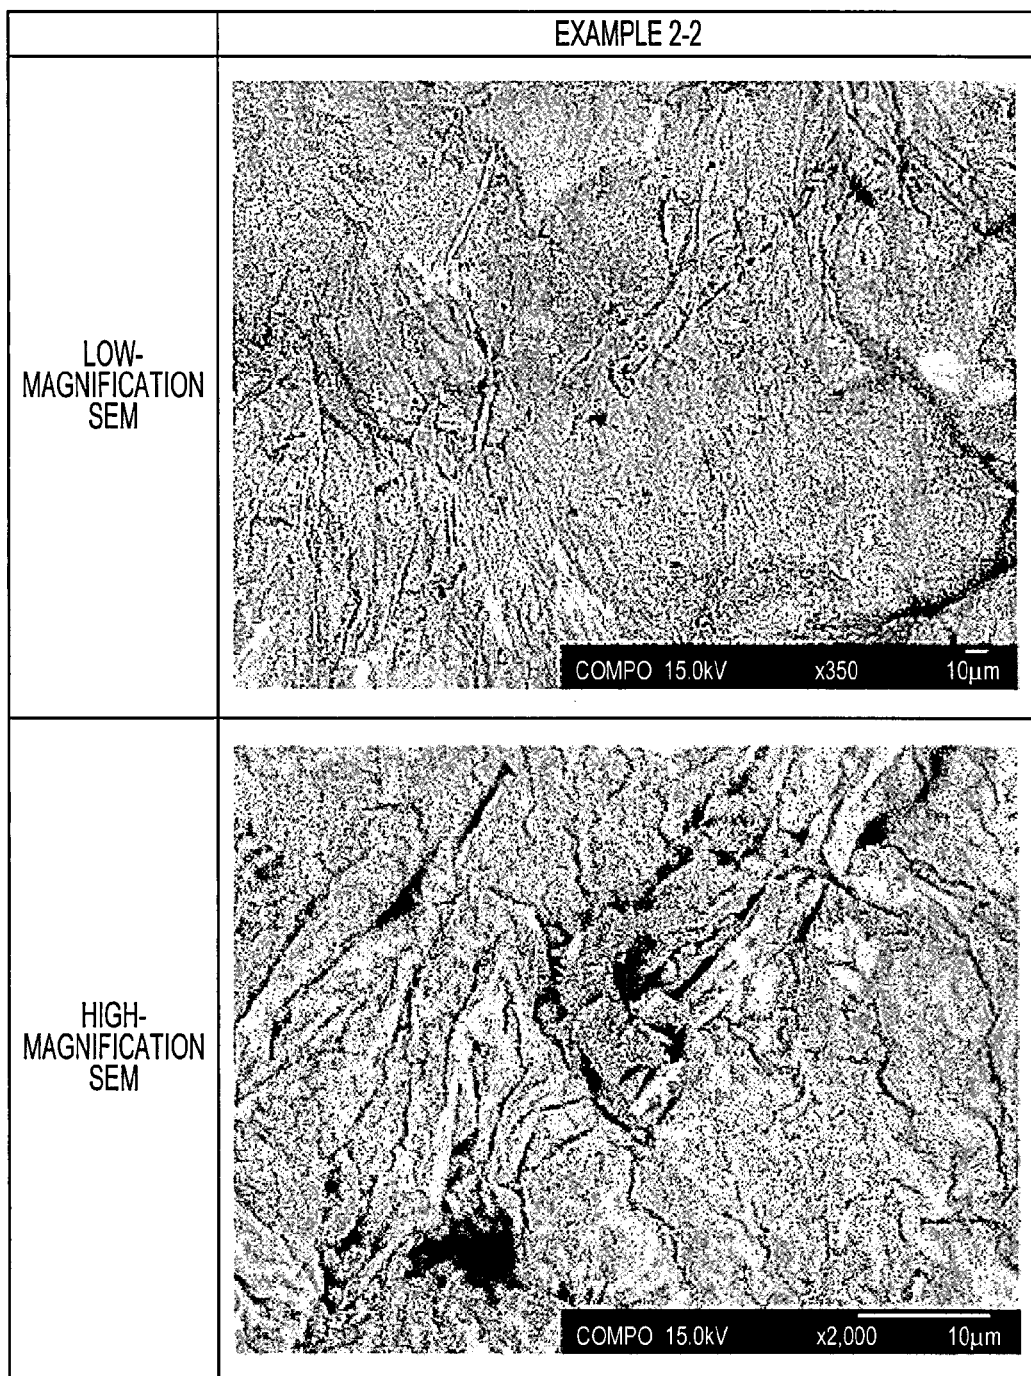 EXAMPLE 2-2
LOW-
MAGNIFICATION
SEM
COMPO 15.0kV x350 10μm
HIGH-
MAGNIFICATION
SEM
COMPO 15.0kV x2,000 10μm